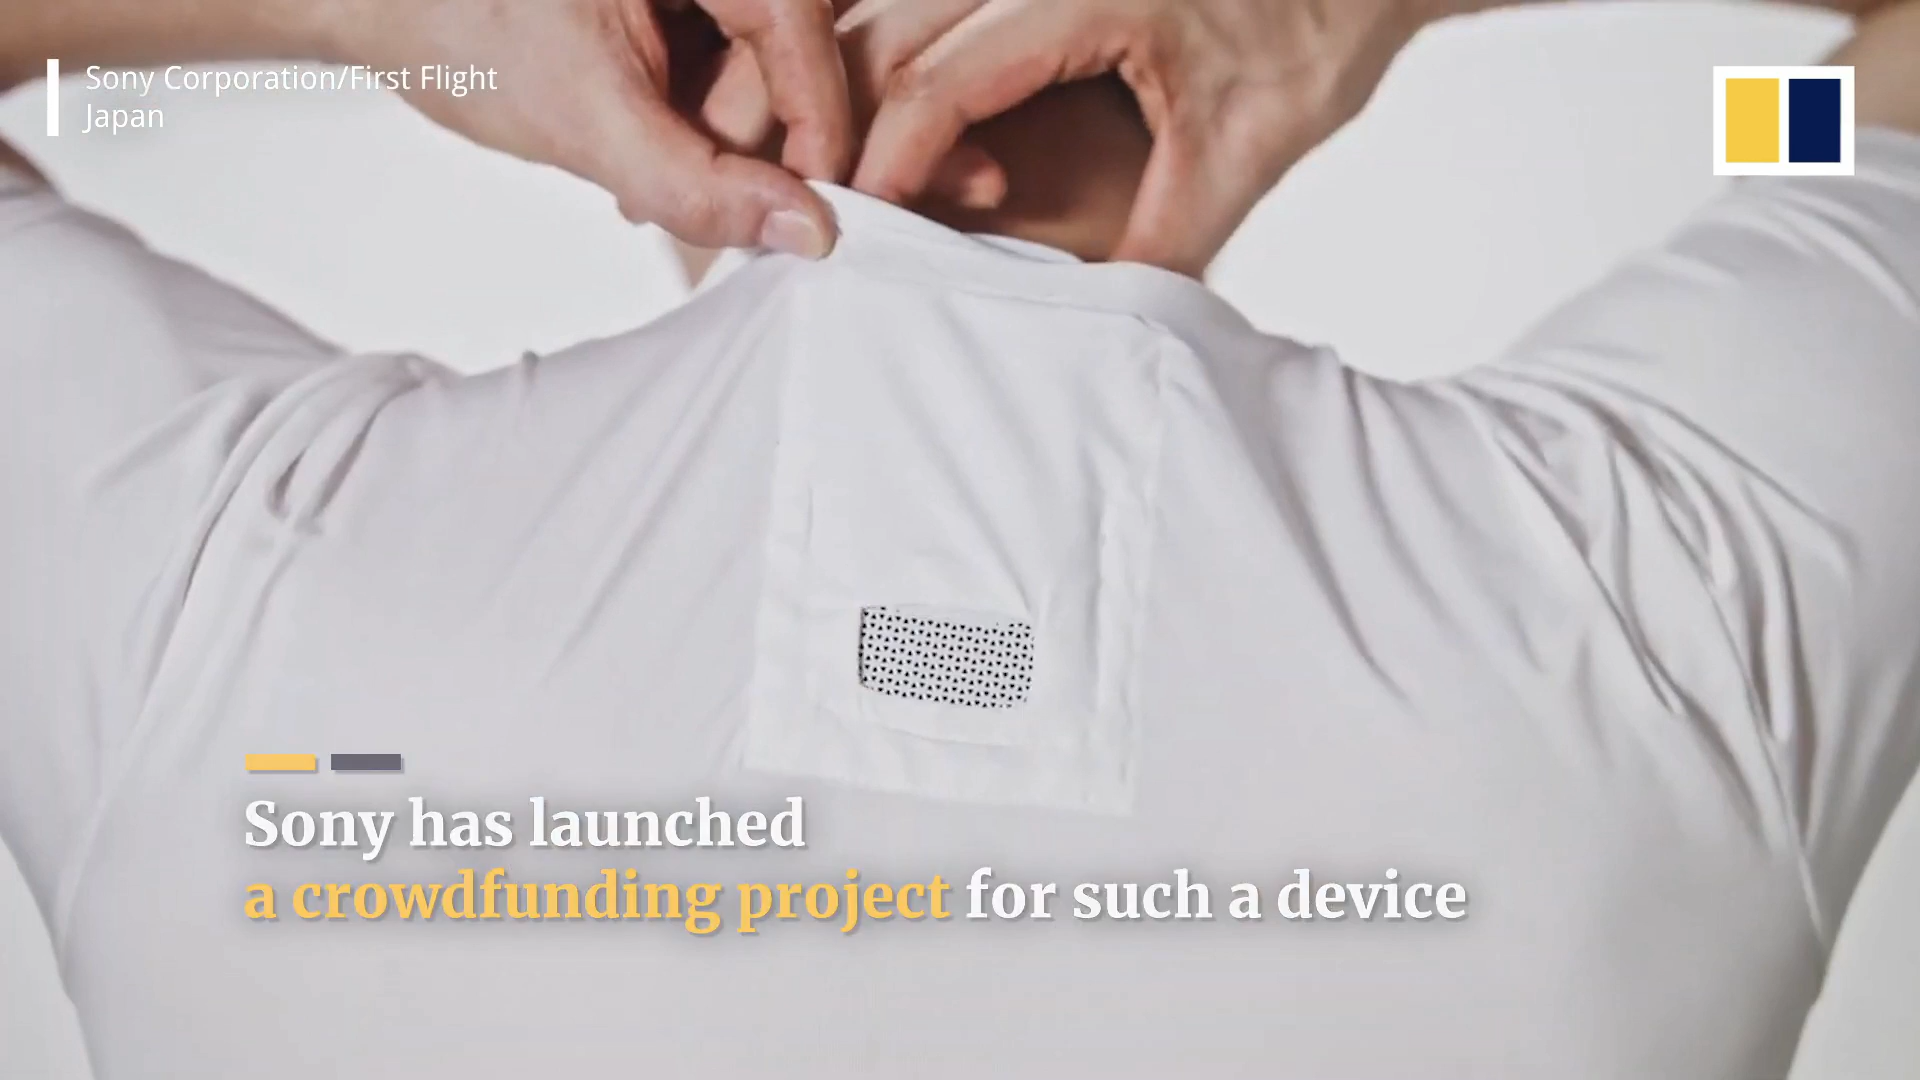 Sony Corporation/First Flight
Japan
Sony has launched
a crowdfunding project for such a device